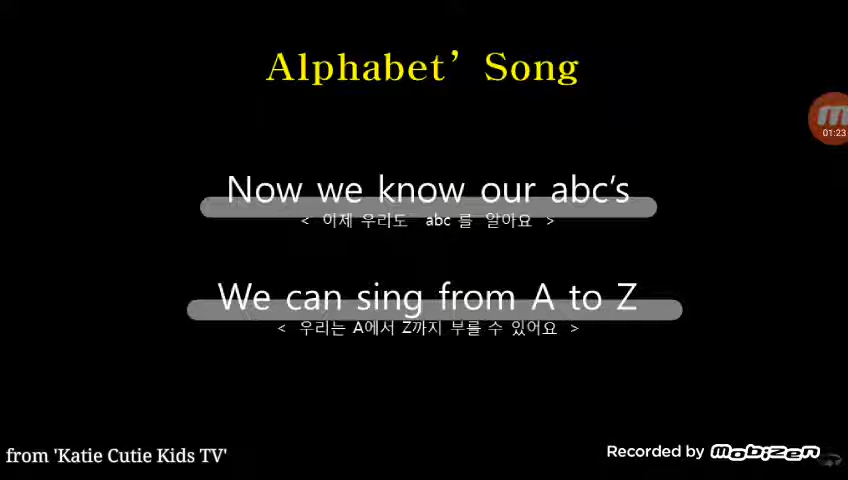 Alphabet’ Song
01:23
Now we know our abc’s
< 이제 우리도 abc 를 알아요 >
We can sing from A to Z
< 우리는 A에서 Z까지 부를 수 있어요 >
from 'Katie Cutie Kids TV'
Recorded by mobizen